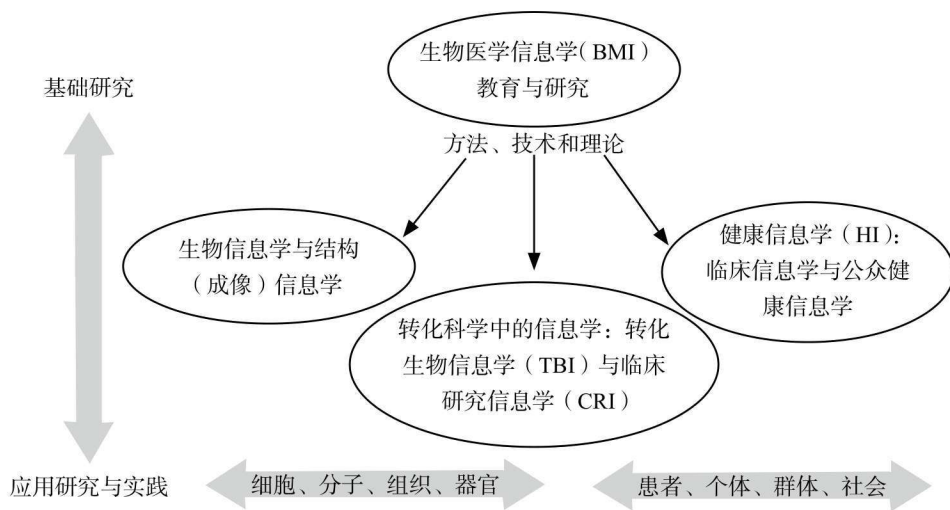 生物医学信息学(BMI)
教育与研究
基础研究
方法、技术和理论
生物信息学与结构
（成像）信息学
健康信息学（HI）：
临床信息学与公众健
康信息学
转化科学中的信息学：转化
生物信息学（TBI）与临床
研究信息学（CRI）
应用研究与实践
细胞、分子、组织、器官
患者、个体、群体、社会